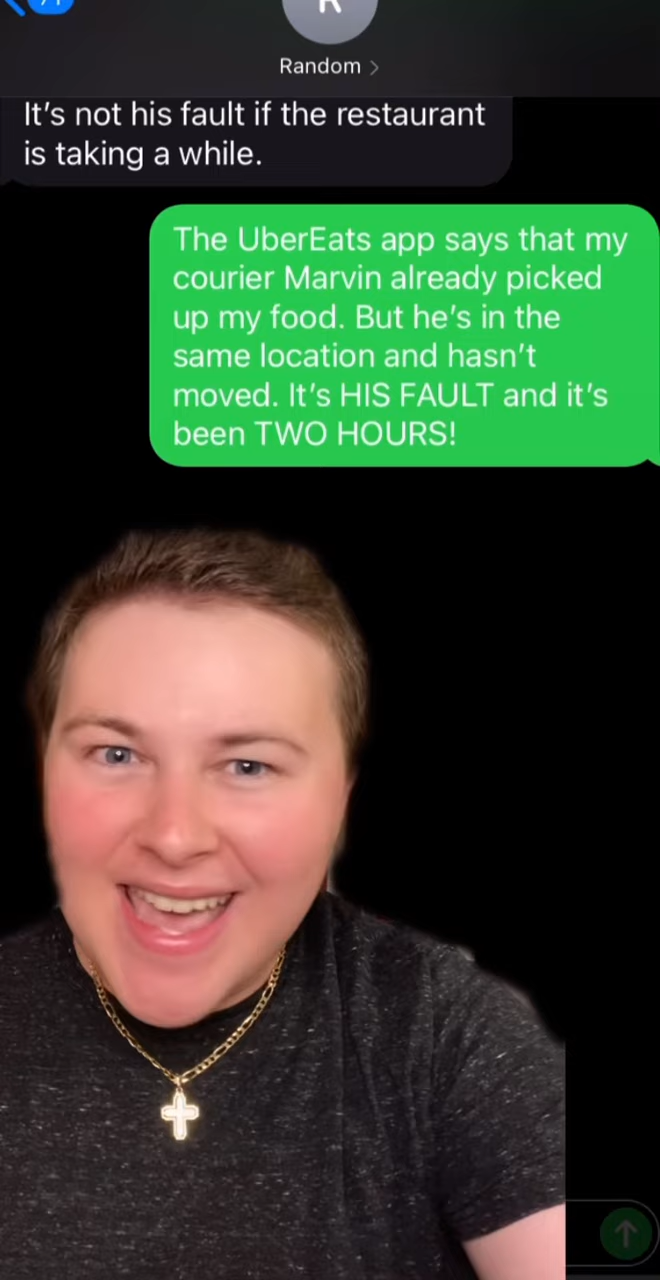 Random
It’s not his fault if the restaurant
is taking a while.
The UberEats app says that my
courier Marvin already picked
up my food. But he’s in the
same location and hasn’t
moved. It’s HIS FAULT and it’s
been TWO HOURS!